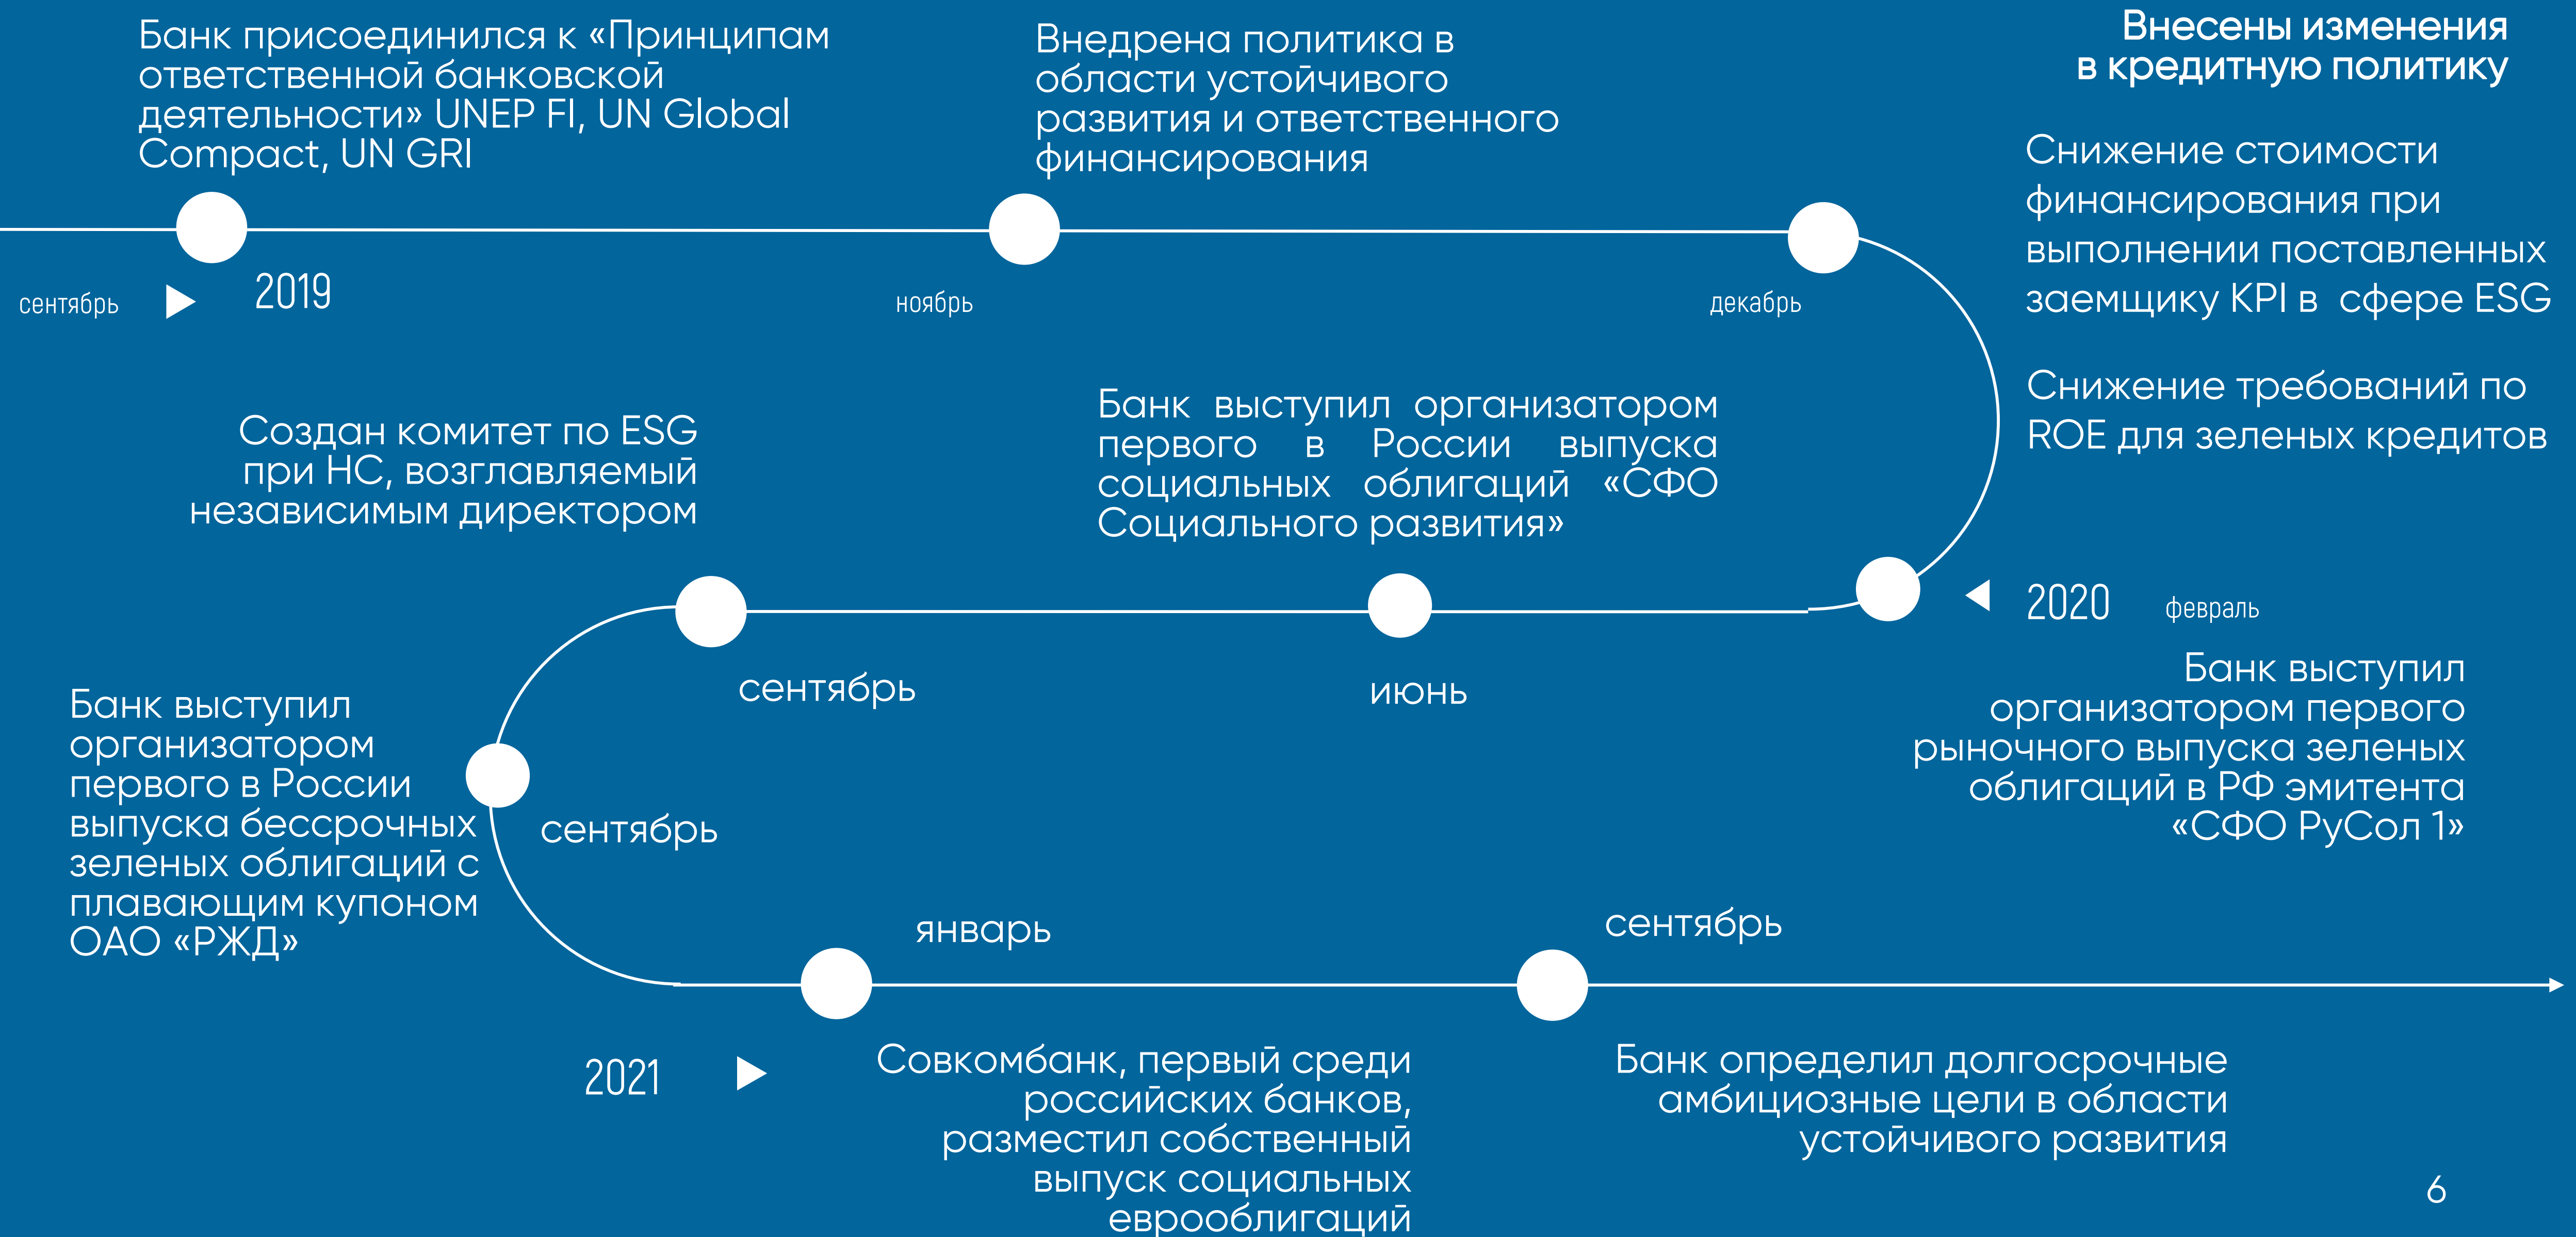 Банк присоединился к «Принципам
ответственной банковской
деятельности» UNEP FI, UN Global
Compact, UN GRI
сентябрь
2019
Внедрена политика в
области устойчивого
развития и ответственного
финансирования
ноябрь
декабрь
Внесены изменения
в кредитную политику
Снижение стоимости
финансирования при
выполнении поставленных
заемщику KPI в сфере ESG
Снижение требований по
ROE для зеленых кредитов
2020
февраль
Банк выступил
организатором первого
рыночного выпуска зеленых
облигаций в РФ эмитента
«СФО РуСол 1»
Банк выступил организатором
первого в России выпуска
социальных облигаций «СФО
Социального развития»
июнь
Создан комитет по ESG
при НС, возглавляемый
независимым директором
сентябрь
Банк выступил
организатором
первого в России
выпуска бессрочных
зеленых облигаций с
плавающим купоном
ОАО «РЖД»
сентябрь
январь
2021
Совкомбанк, первый среди
российских банков,
разместил собственный
выпуск социальных
еврооблигаций
сентябрь
Банк определил долгосрочные
амбициозные цели в области
устойчивого развития
6